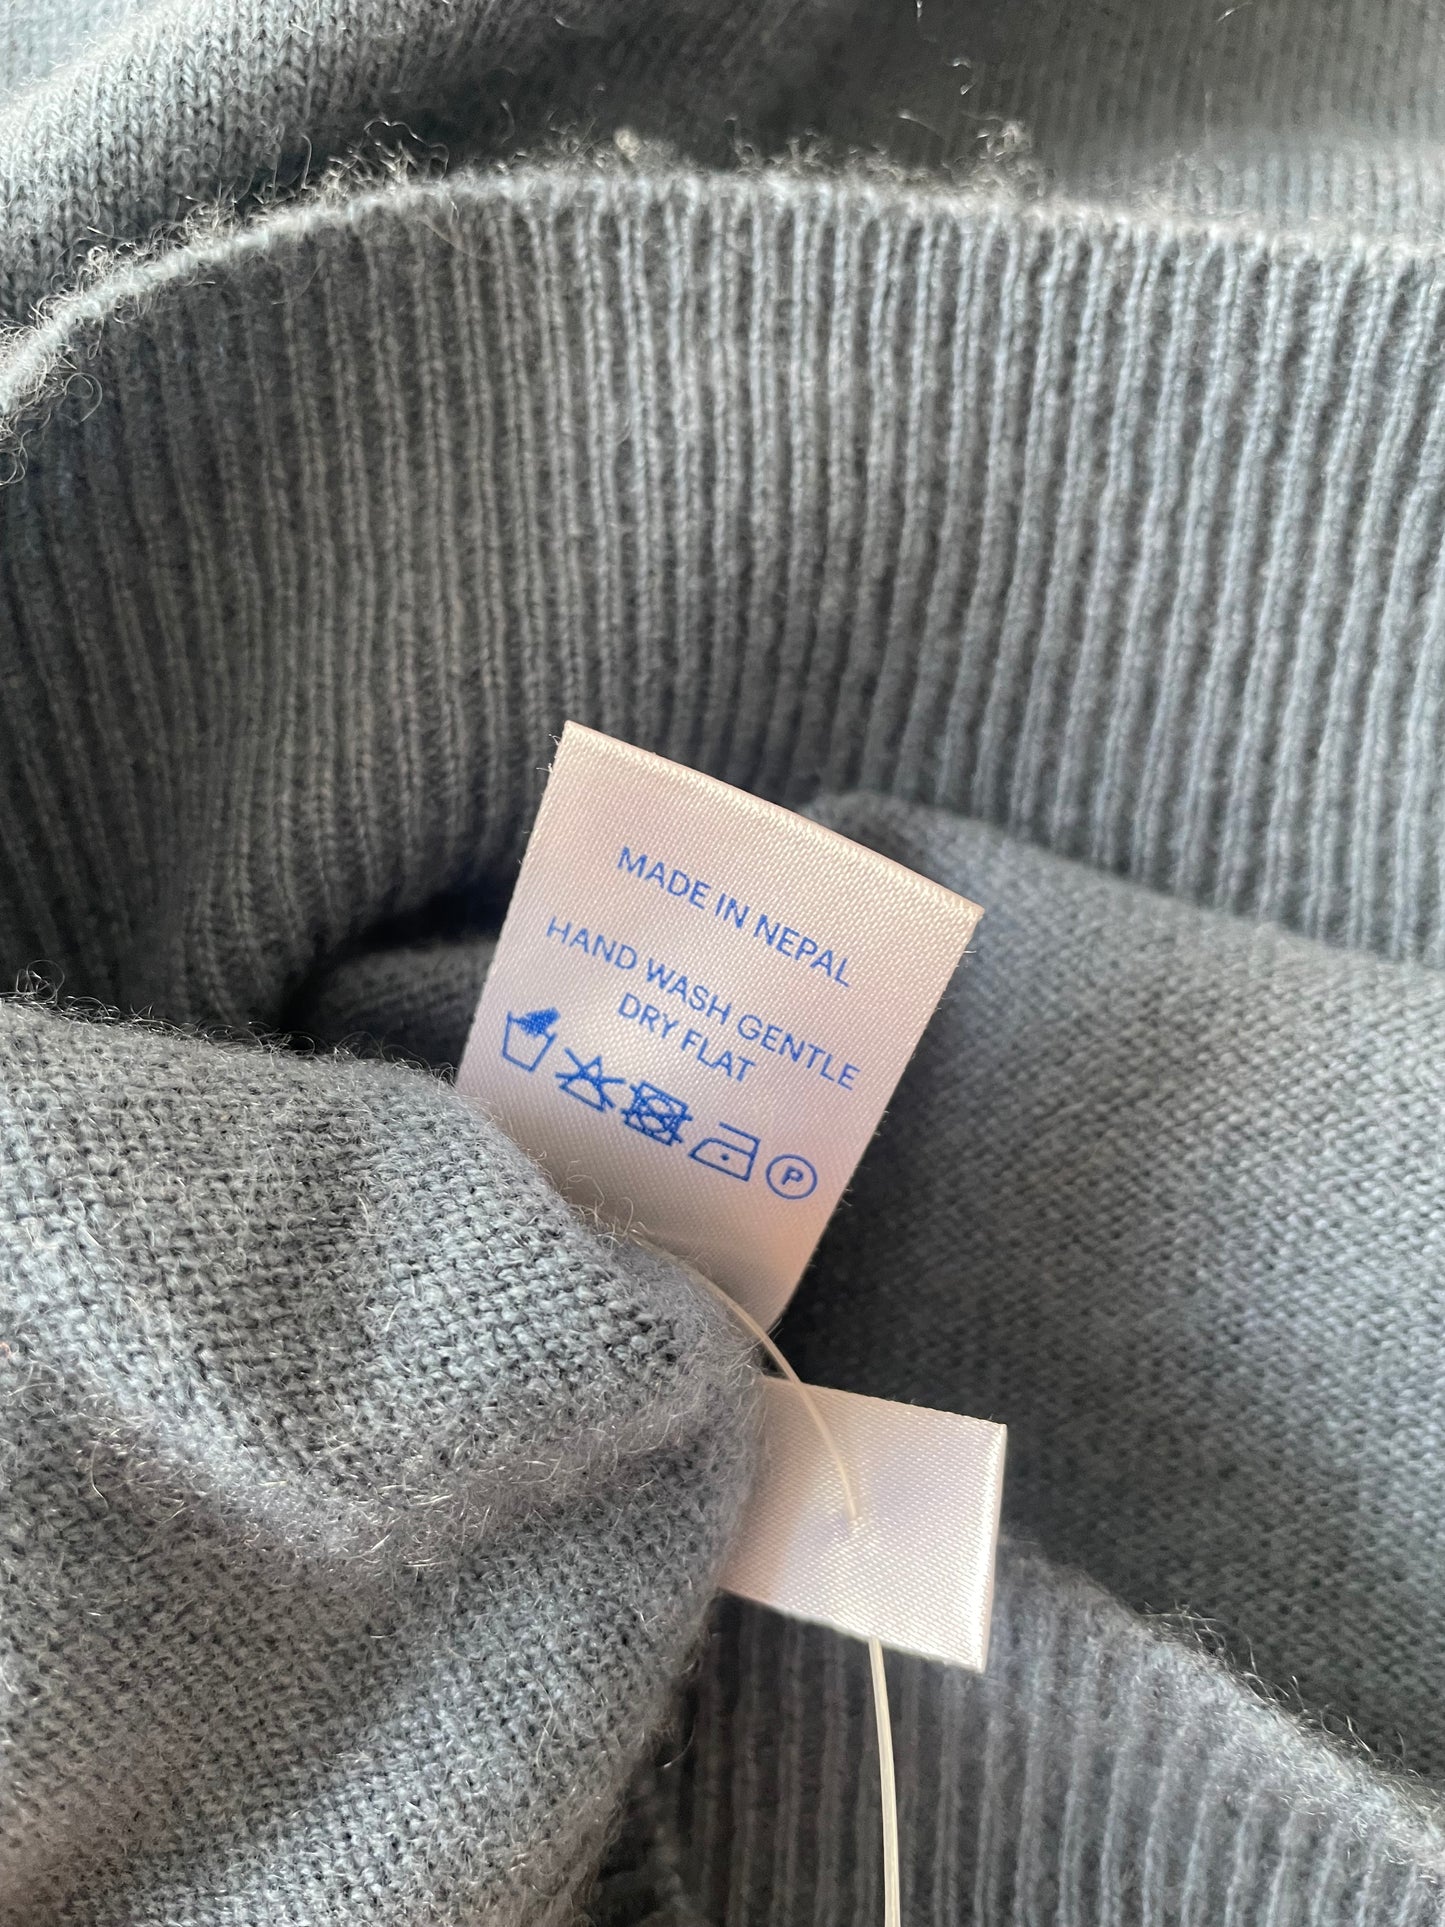 MADE IN NEPAL
HAND WASH GENTLE
DRY FLAT
P